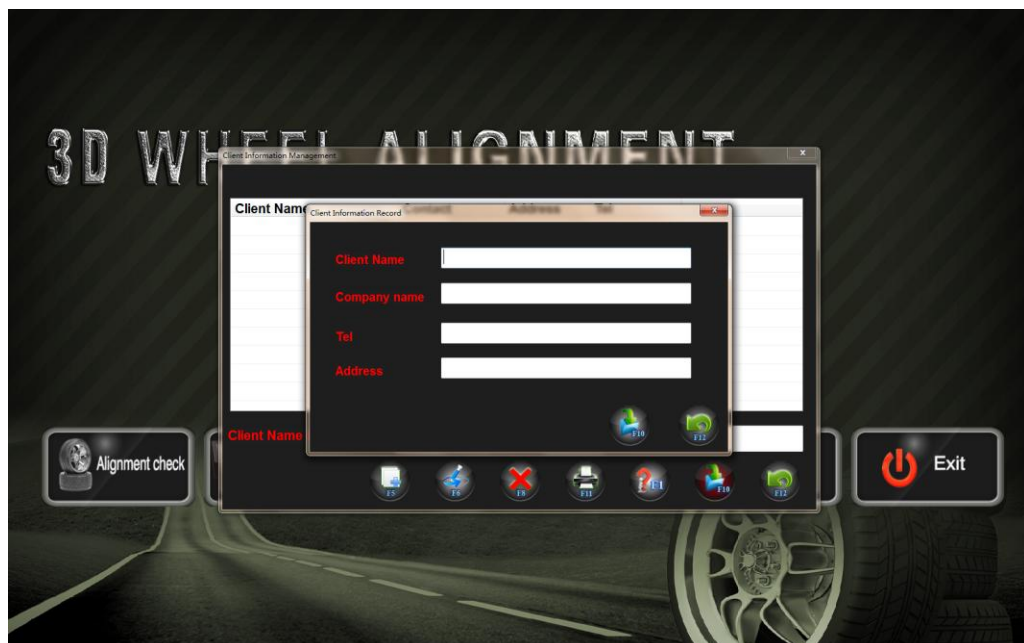 3D WHEEL ALIGNMENT
Client Information Management
x
Client Name Contact Address Tel
Client Information Record
x
Client Name
Company name
Tel
Address
F10 F12
Client Name
Alignment check
Exit
F5 F6 F8 F11 ?F1 F10 F12